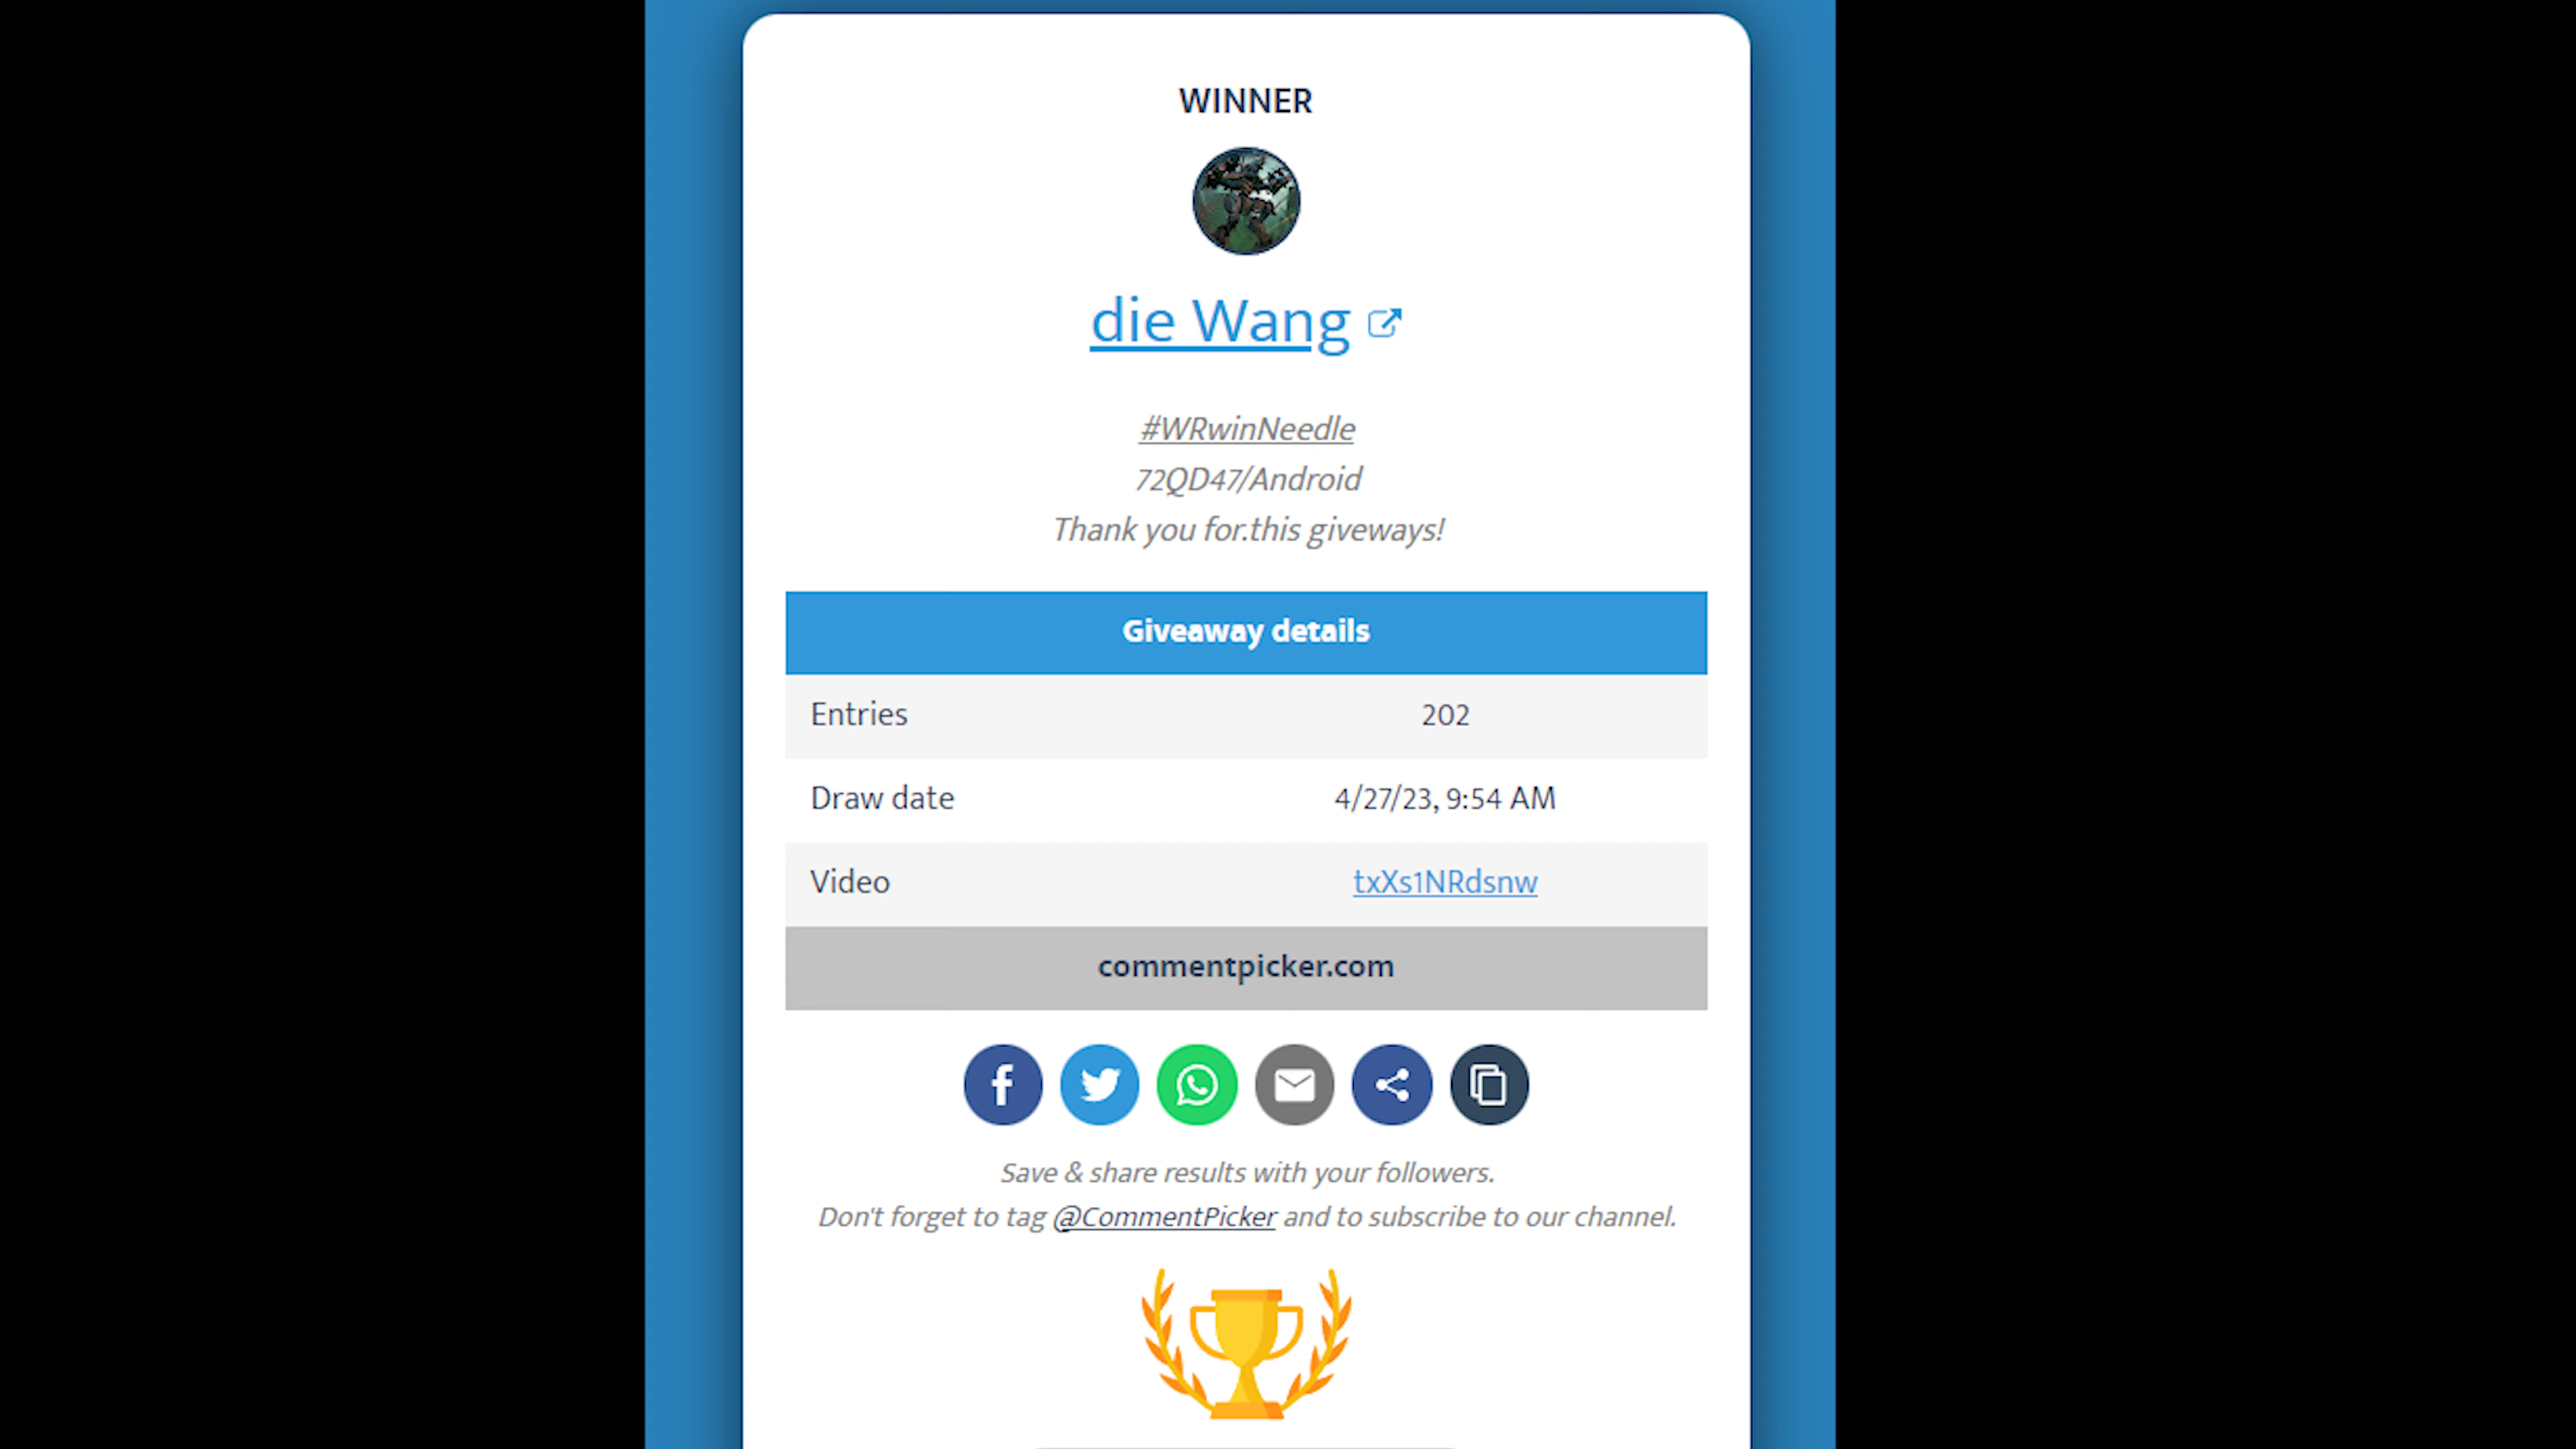 WINNER
die Wang
#WRwinNeedle
72QD47/Android
Thank you for.this giveways!
Giveaway details
Entries 202
Draw date 4/27/23, 9:54 AM
Video txXs1NRdsnw
commentpicker.com
Save & share results with your followers.
Don't forget to tag @CommentPicker and to subscribe to our channel.